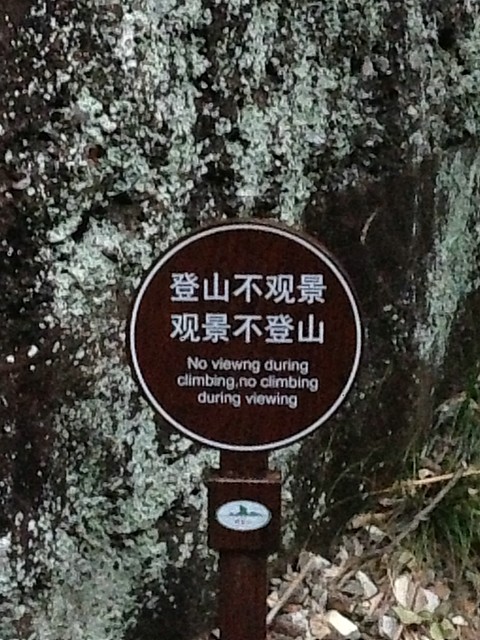 登山不观景
观景不登山
No viewng during
climbing,no climbing
during viewing